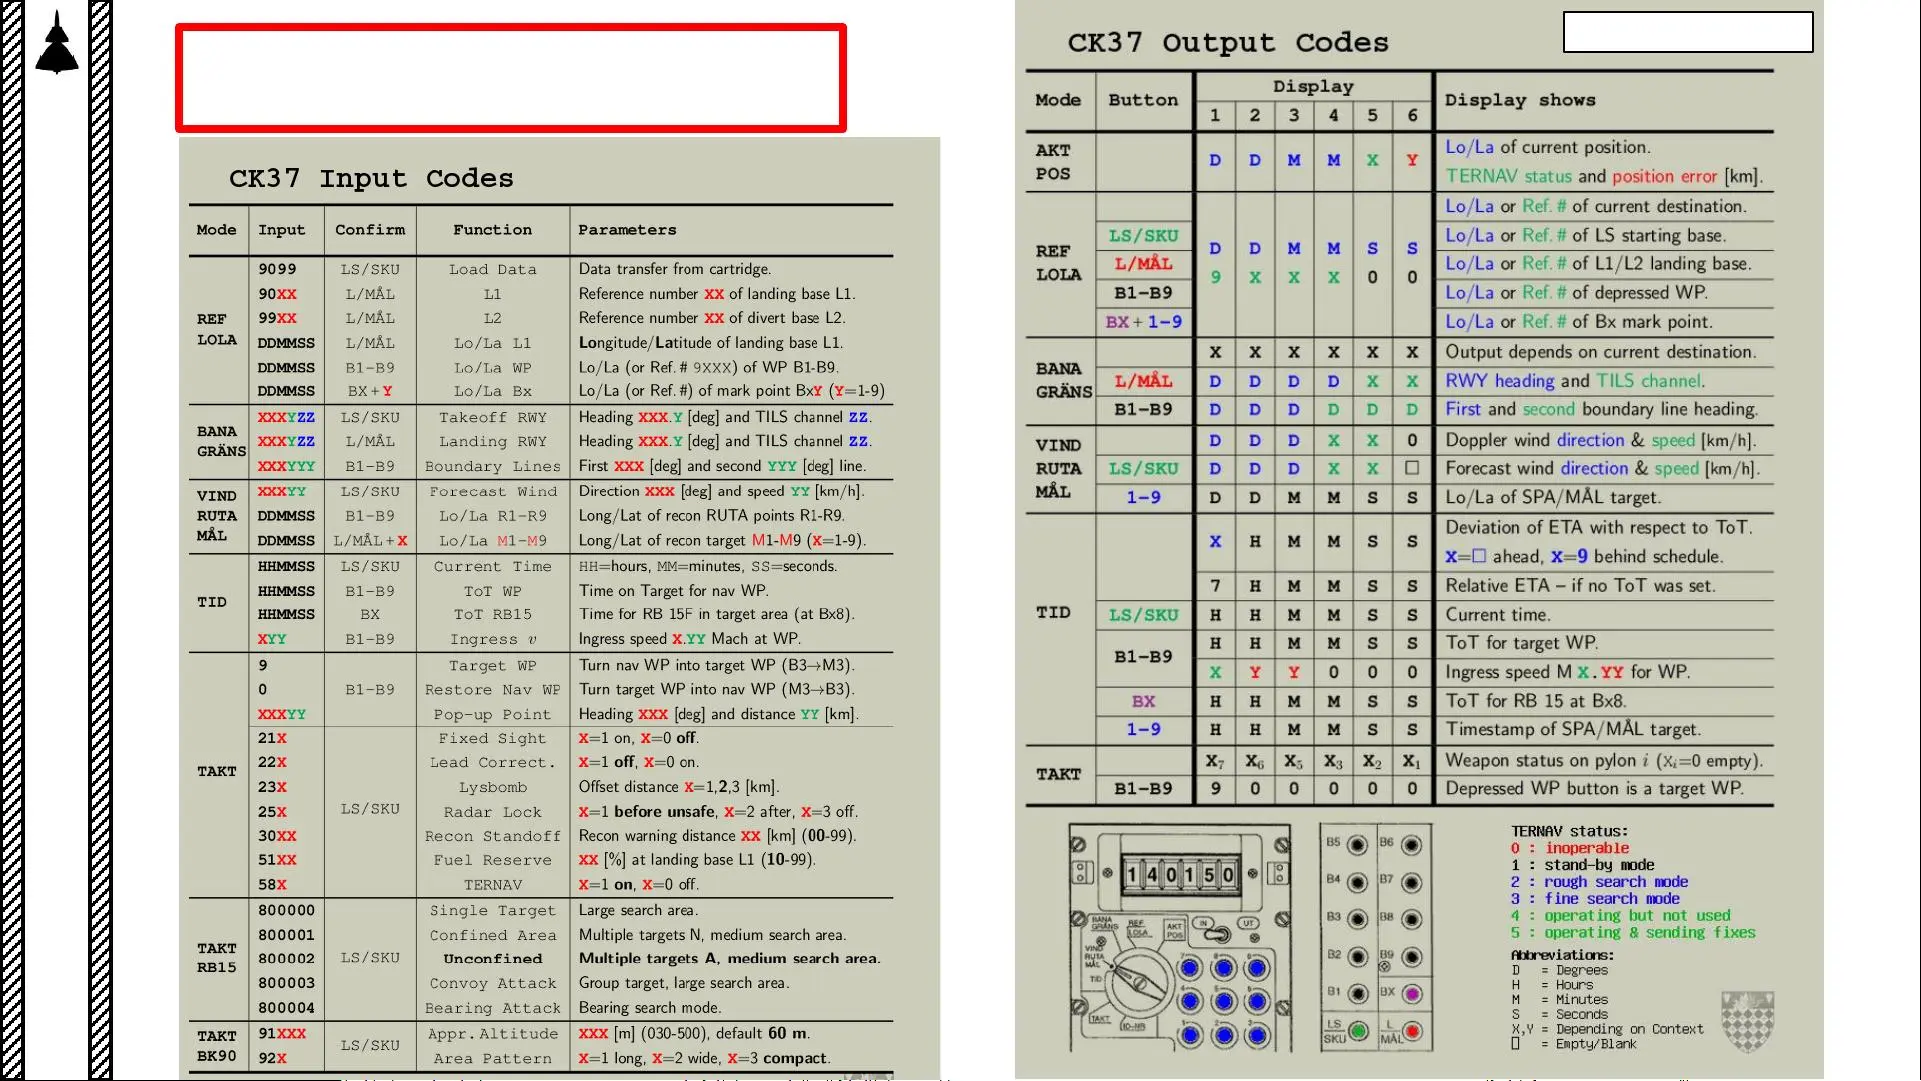 CK37 Input Codes
Mode Input Confirm Function Parameters
REF LOLA
9099 LS/SKU Load Data Data transfer from cartridge.
90XX L/MÅL L1 Reference number XX of landing base L1.
99XX L/MÅL L2 Reference number XX of divert base L2.
DDMMSS L/MÅL Lo/La L1 Longitude/Latitude of landing base L1.
DDMMSS B1-B9 Lo/La WP Lo/La (or Ref.# 9XXX) of WP B1-B9.
DDMMSS BX+Y Lo/La Bx Lo/La (or Ref.#) of mark point BxY (Y=1-9)
BANA GRÄNS
XXXYZZ LS/SKU Takeoff RWY Heading XXX.Y [deg] and TILS channel ZZ.
XXXYZZ L/MÅL Landing RWY Heading XXX.Y [deg] and TILS channel ZZ.
XXXYYY B1-B9 Boundary Lines First XXX [deg] and second YYY [deg] line.
VIND RUTA MÅL
XXXYY LS/SKU Forecast Wind Direction XXX [deg] and speed YY [km/h].
DDMMSS B1-B9 Lo/La R1-R9 Long/Lat of recon RUTA points R1-R9.
DDMMSS L/MÅL+X Lo/La M1-M9 Long/Lat of recon target M1-M9 (X=1-9).
TID
HHMMSS LS/SKU Current Time HH=hours, MM=minutes, SS=seconds.
HHMMSS B1-B9 ToT WP Time on Target for nav WP.
HHMMSS BX ToT RB15 Time for RB 15F in target area (at Bx8).
XYY B1-B9 Ingress v Ingress speed X.YY Mach at WP.
TAKT
9 Target WP Turn nav WP into target WP (B3→M3).
0 B1-B9 Restore Nav WP Turn target WP into nav WP (M3→B3).
XXXYY Pop-up Point Heading XXX [deg] and distance YY [km].
21X Fixed Sight X=1 on, X=0 off.
22X Lead Correct. X=1 off, X=0 on.
23X Lysbomb Offset distance X=1,2,3 [km].
25X LS/SKU Radar Lock X=1 before unsafe, X=2 after, X=3 off.
30XX Recon Standoff Recon warning distance XX [km] (00-99).
51XX Fuel Reserve XX [%] at landing base L1 (10-99).
58X TERNAV X=1 on, X=0 off.
TAKT RB15
800000 Single Target Large search area.
800001 Confined Area Multiple targets N, medium search area.
800002 LS/SKU Unconfined Multiple targets A, medium search area.
800003 Convoy Attack Group target, large search area.
800004 Bearing Attack Bearing search mode.
TAKT BK90
91XXX LS/SKU Appr.Altitude XXX [m] (030-500), default 60 m.
92X Area Pattern X=1 long, X=2 wide, X=3 compact.
CK37 Output Codes
Mode Button Display Display shows
1 2 3 4 5 6
AKT POS
D D M M X Y Lo/La of current position.
TERNAV status and position error [km].
REF LOLA
Lo/La or Ref.# of current destination.
LS/SKU D D M M S S Lo/La or Ref.# of LS starting base.
L/MÅL 9 X X X 0 0 Lo/La or Ref.# of L1/L2 landing base.
B1-B9 Lo/La or Ref.# of depressed WP.
BX+1-9 Lo/La or Ref.# of Bx mark point.
BANA GRÄNS
X X X X X X Output depends on current destination.
L/MÅL D D D D X X RWY heading and TILS channel.
B1-B9 D D D D D D First and second boundary line heading.
VIND RUTA MÅL
D D D X X 0 Doppler wind direction & speed [km/h].
LS/SKU D D D X X □ Forecast wind direction & speed [km/h].
1-9 D D M M S S Lo/La of SPA/MÅL target.
TID
X H M M S S Deviation of ETA with respect to ToT.
X=□ ahead, X=9 behind schedule.
7 H M M S S Relative ETA – if no ToT was set.
LS/SKU H H M M S S Current time.
B1-B9 H H M M S S ToT for target WP.
X Y Y 0 0 0 Ingress speed M X.YY for WP.
BX H H M M S S ToT for RB 15 at Bx8.
1-9 H H M M S S Timestamp of SPA/MÅL target.
TAKT
X7 X6 X5 X3 X2 X1 Weapon status on pylon i (Xi=0 empty).
B1-B9 9 0 0 0 0 0 Depressed WP button is a target WP.
140150
BANA GRÄNS
REF LOLA
AKT POS
IN UT
VIND RUTA MÅL
TID
TAKT
ID-NR
7 8 9
4 5 6
1 2 3
B5 B6
B4 B7
B3 B8
B2 B9
B1 BX
LS SKU L MÅL
TERNAV status:
0 : inoperable
1 : stand-by mode
2 : rough search mode
3 : fine search mode
4 : operating but not used
5 : operating & sending fixes
Abbreviations:
D = Degrees
H = Hours
M = Minutes
S = Seconds
X,Y = Depending on Context
□ = Empty/Blank